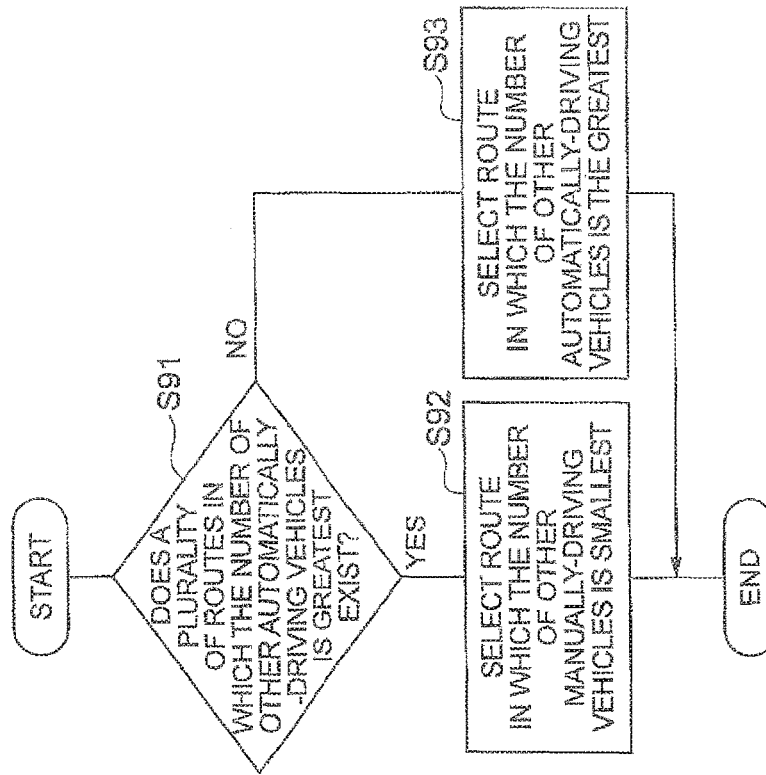 START
S91
DOES A
PLURALITY
OF ROUTES IN
WHICH THE NUMBER OF
OTHER AUTOMATICALLY
-DRIVING VEHICLES
IS GREATEST
EXIST?
NO
YES
S92
SELECT ROUTE
IN WHICH THE NUMBER
OF OTHER
MANUALLY-DRIVING
VEHICLES IS SMALLEST
S93
SELECT ROUTE
IN WHICH THE NUMBER
OF OTHER
AUTOMATICALLY-DRIVING
VEHICLES IS THE GREATEST
END